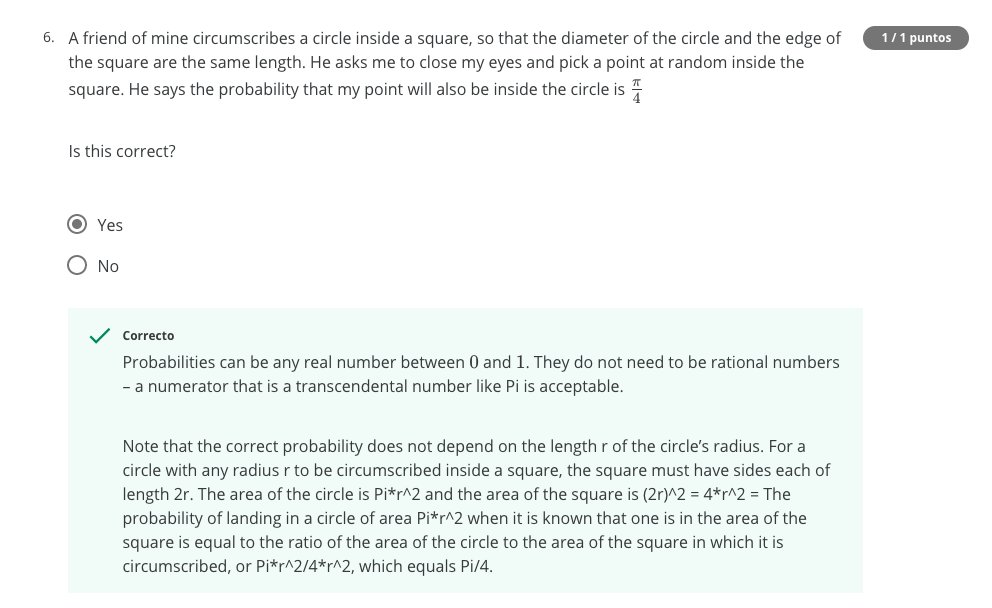 6. A friend of mine circumscribes a circle inside a square, so that the diameter of the circle and the edge of
1 / 1 puntos
the square are the same length. He asks me to close my eyes and pick a point at random inside the
square. He says the probability that my point will also be inside the circle is π/4
Is this correct?
Yes
No
Correcto
Probabilities can be any real number between 0 and 1. They do not need to be rational numbers
– a numerator that is a transcendental number like Pi is acceptable.
Note that the correct probability does not depend on the length r of the circle’s radius. For a
circle with any radius r to be circumscribed inside a square, the square must have sides each of
length 2r. The area of the circle is Pi*r^2 and the area of the square is (2r)^2 = 4*r^2 = The
probability of landing in a circle of area Pi*r^2 when it is known that one is in the area of the
square is equal to the ratio of the area of the circle to the area of the square in which it is
circumscribed, or Pi*r^2/4*r^2, which equals Pi/4.